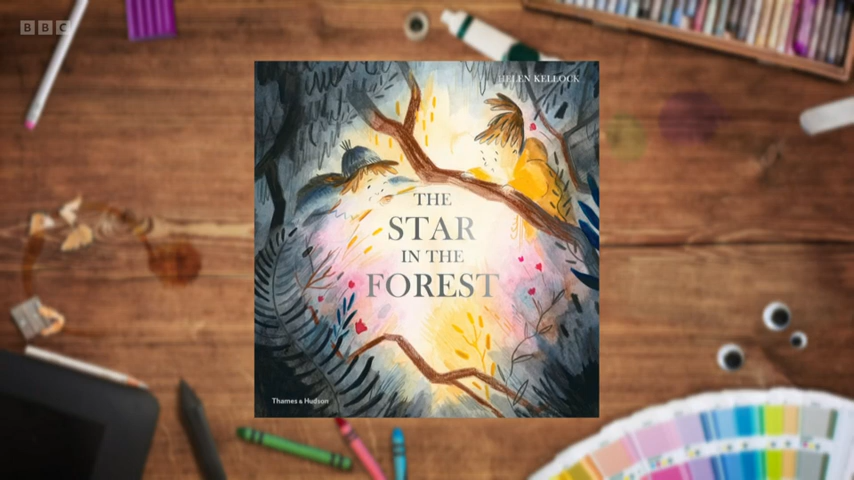 BBC
HELEN KELLOCK
THE
STAR
IN THE
FOREST
Thames & Hudson